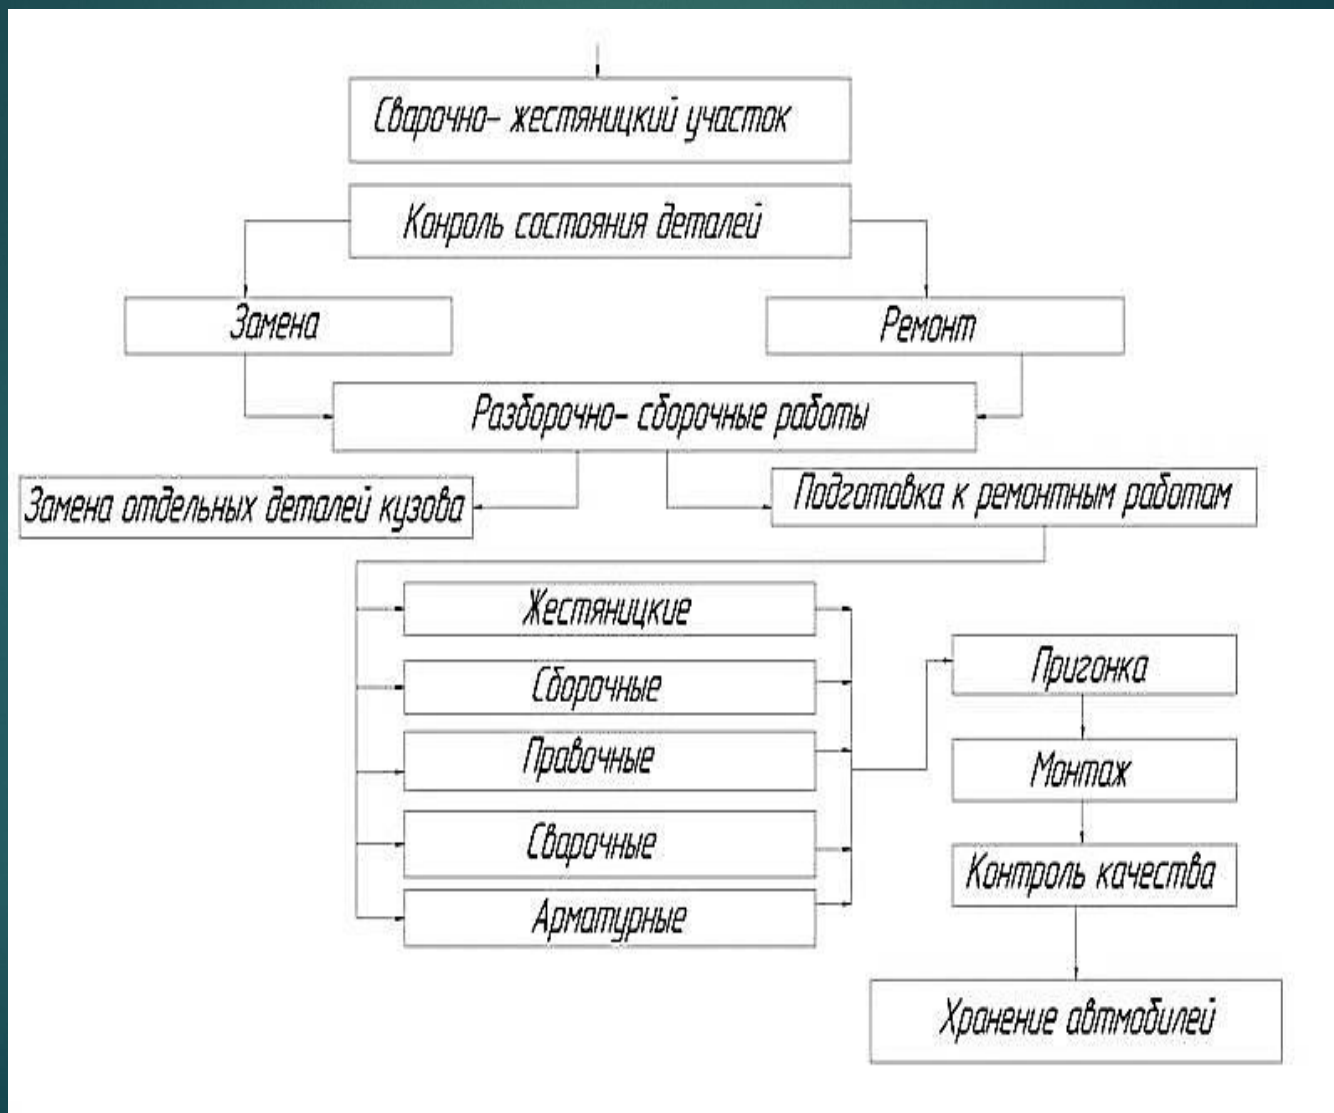 Сварочно- жестяницкий участок
Конроль состояния деталей
Замена
Ремонт
Разборочно- сборочные работы
Замена отдельных деталей кузова
Подготовка к ремонтным работам
Жестяницкие
Сборочные
Правочные
Сварочные
Арматурные
Пригонка
Монтаж
Контроль качества
Хранение автмобилей